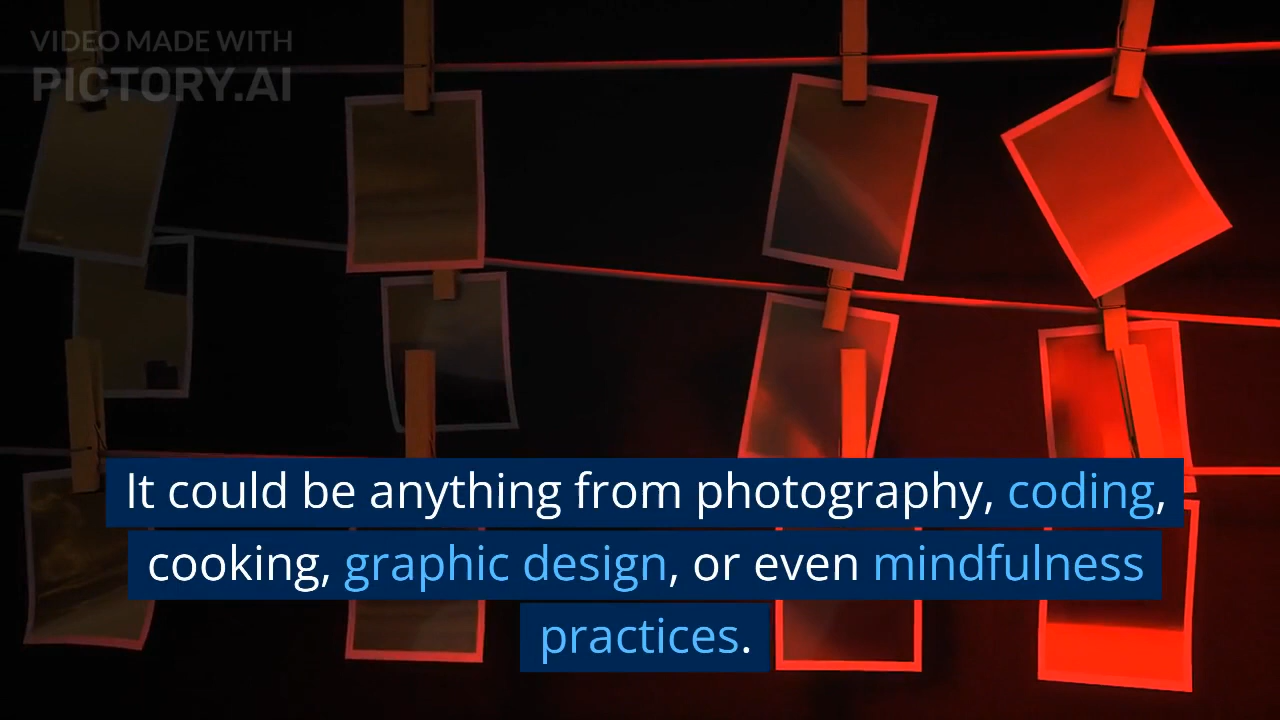 VIDEO MADE WITH
PICTORY.AI
It could be anything from photography, coding,
cooking, graphic design, or even mindfulness
practices.